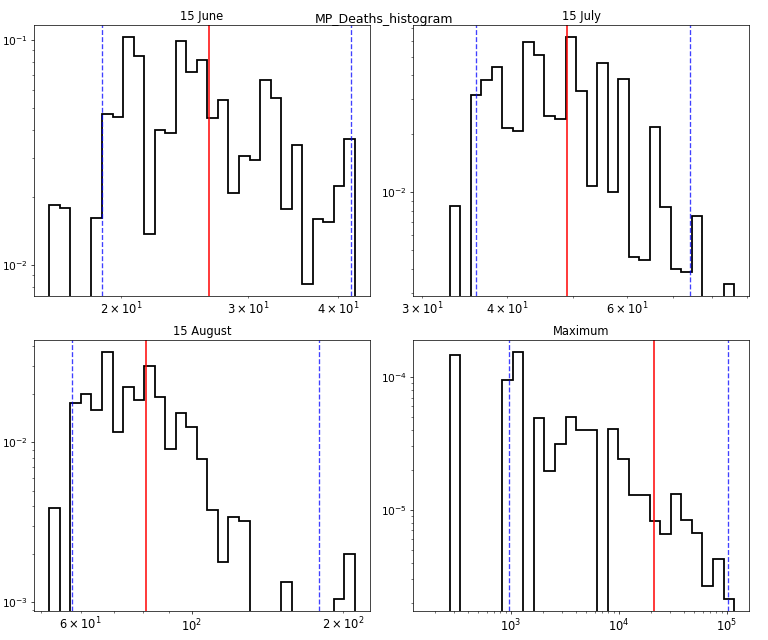 MP_Deaths_histogram
15 June
15 July
10⁻¹
10⁻²
2 × 10¹
3 × 10¹
4 × 10¹
10⁻²
3 × 10¹
4 × 10¹
6 × 10¹
15 August
Maximum
10⁻²
10⁻³
6 × 10¹
10²
2 × 10²
10⁻⁴
10⁻⁵
10³
10⁴
10⁵